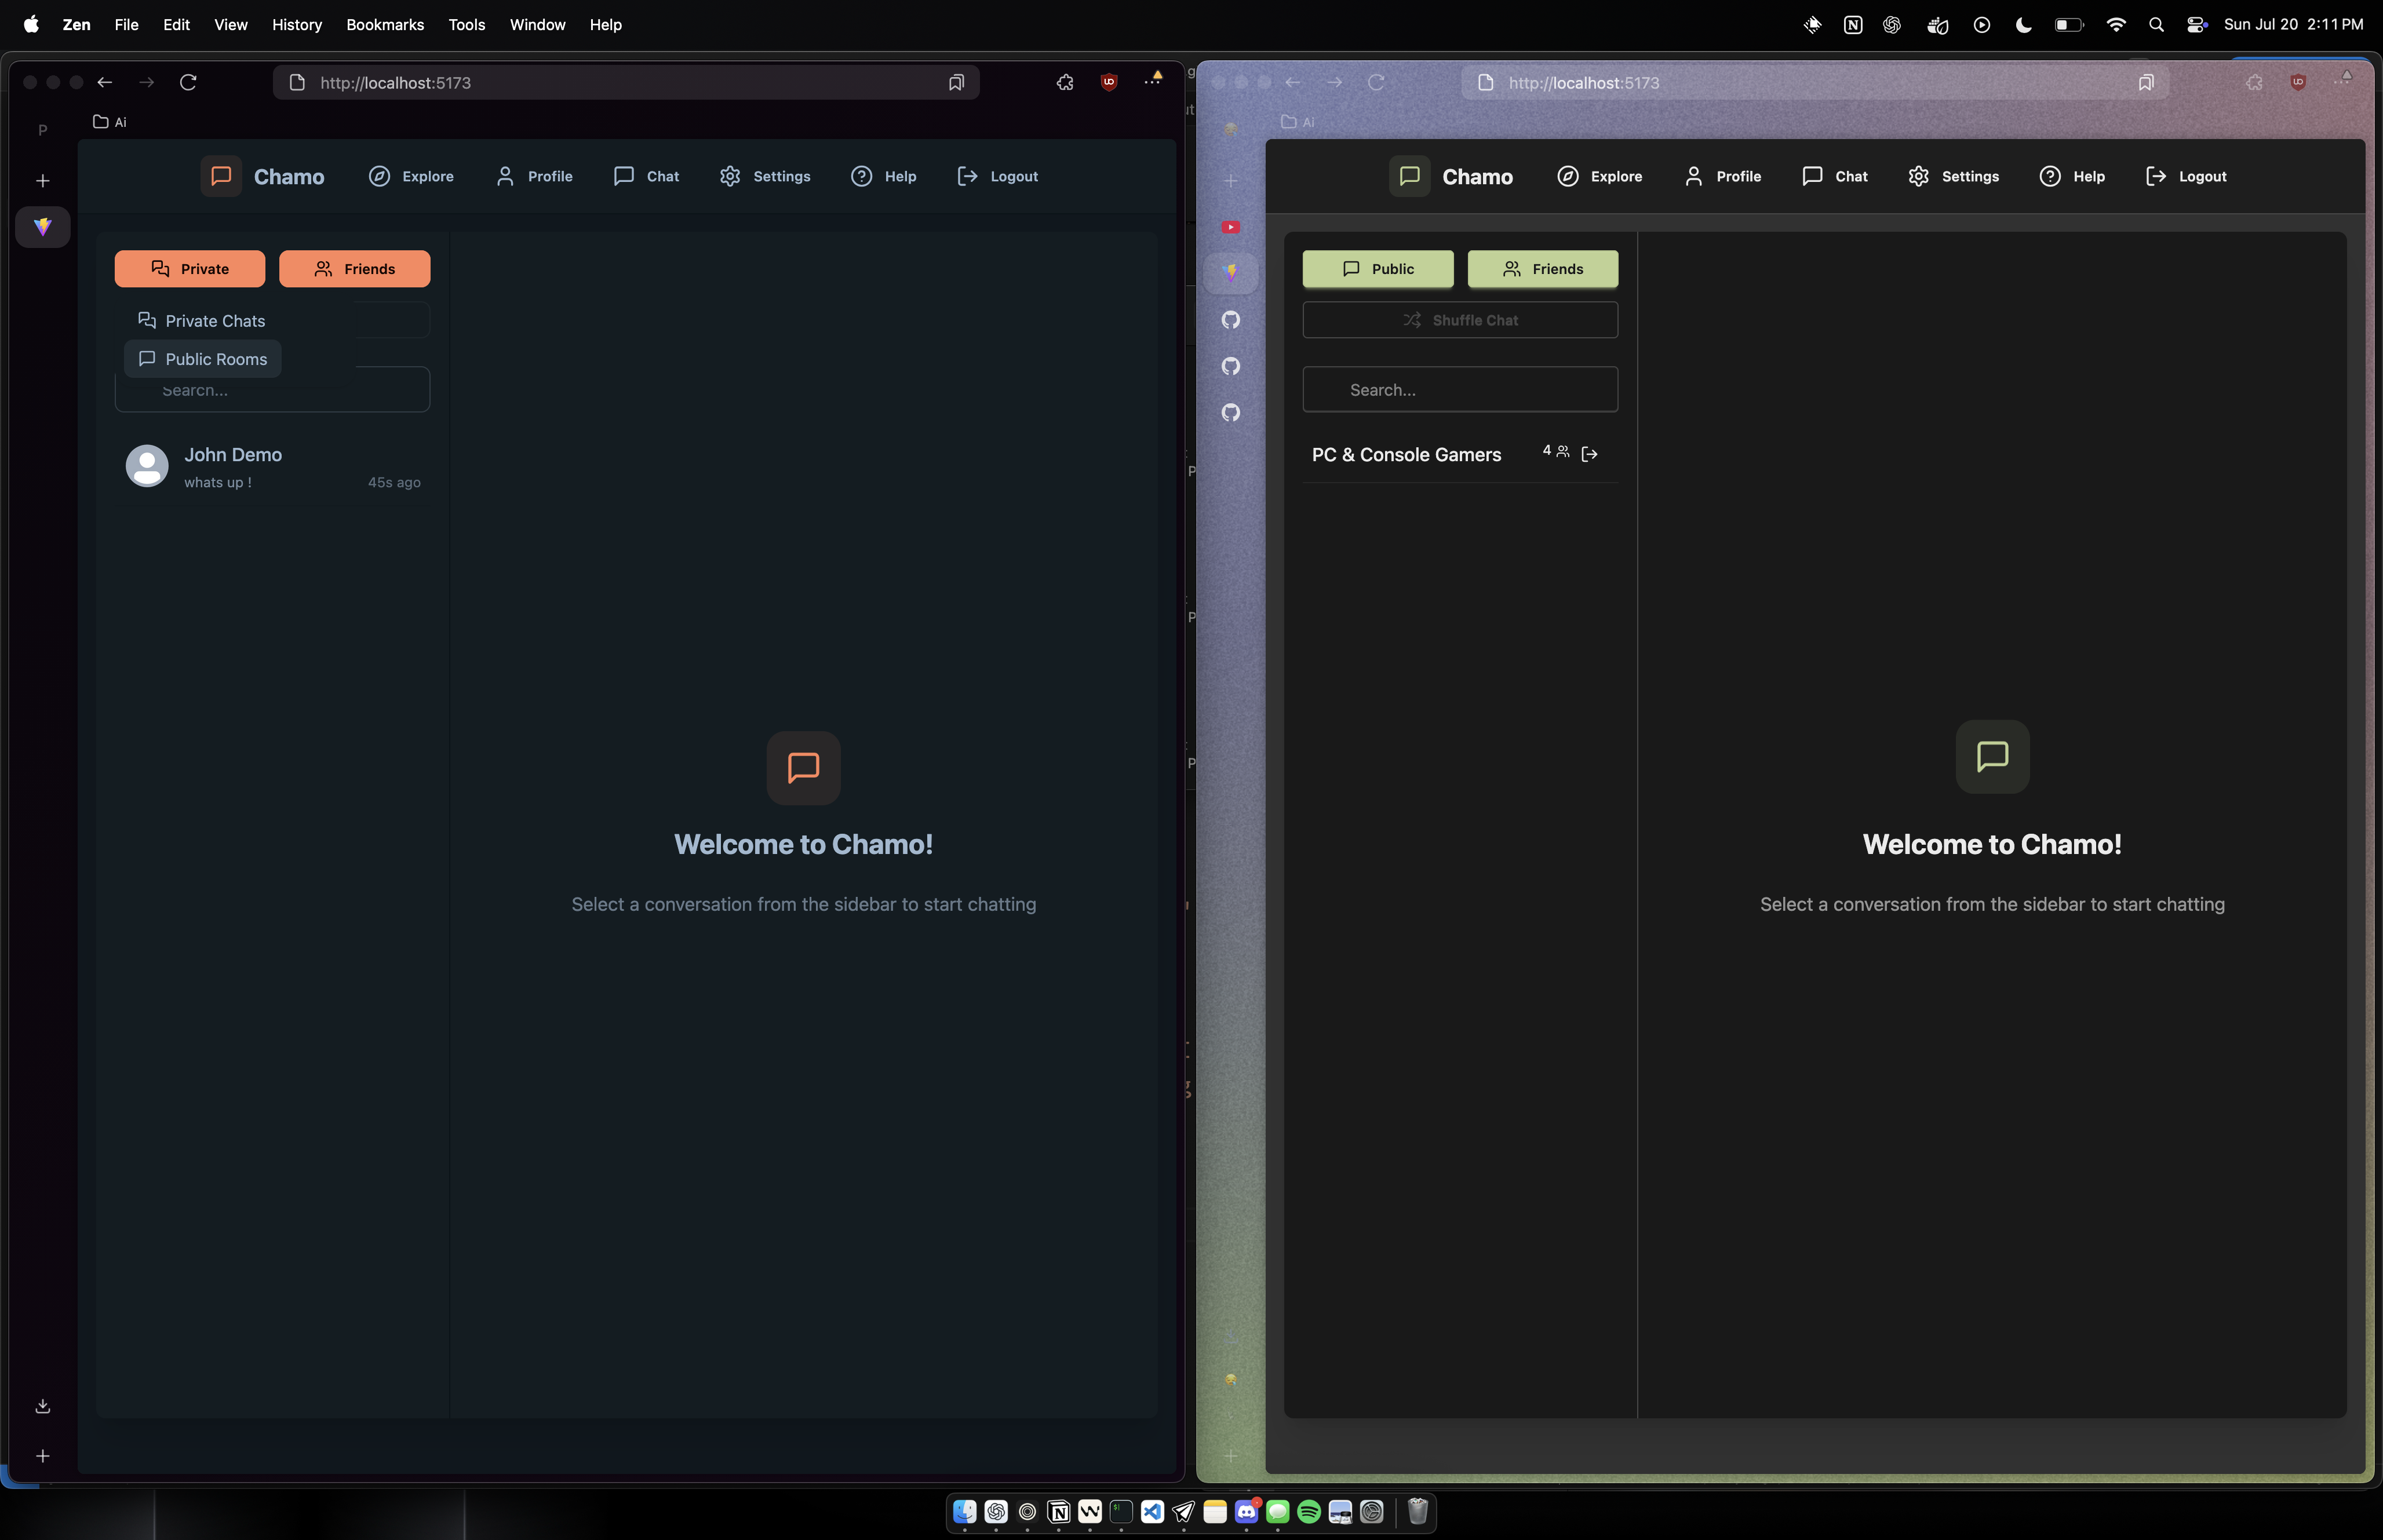 Zen File Edit View History Bookmarks Tools Window Help
Sun Jul 20 2:11 PM
http://localhost:5173
Ai
P
Chamo
Explore
Profile
Chat
Settings
Help
Logout
Private
Friends
Private Chats
Public Rooms
Search...
John Demo
whats up !
45s ago
Welcome to Chamo!
Select a conversation from the sidebar to start chatting
http://localhost:5173
Ai
Chamo
Explore
Profile
Chat
Settings
Help
Logout
Public
Friends
Shuffle Chat
Search...
PC & Console Gamers
4
Welcome to Chamo!
Select a conversation from the sidebar to start chatting